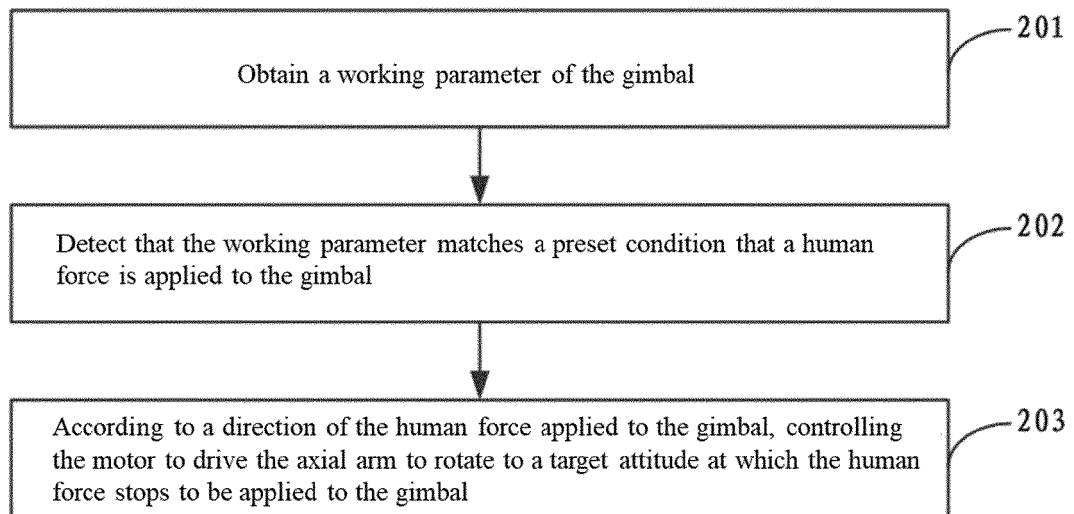 201
Obtain a working parameter of the gimbal
202
Detect that the working parameter matches a preset condition that a human
force is applied to the gimbal
203
According to a direction of the human force applied to the gimbal, controlling
the motor to drive the axial arm to rotate to a target attitude at which the human
force stops to be applied to the gimbal